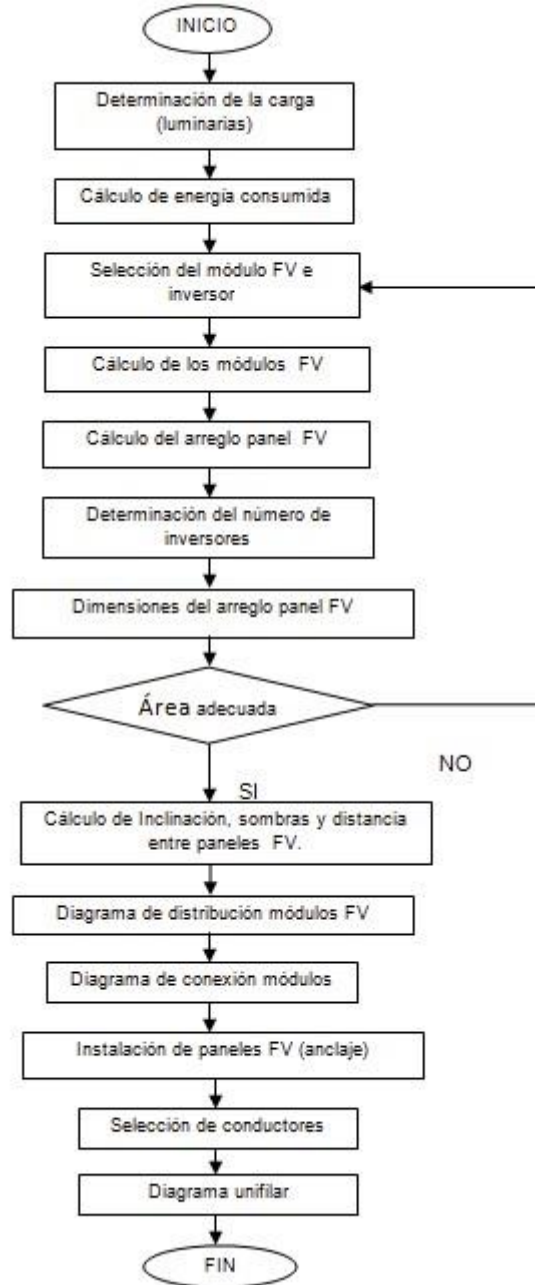 INICIO
Determinación de la carga
(luminarias)
Cálculo de energía consumida
Selección del módulo FV e
inversor
Cálculo de los módulos FV
Cálculo del arreglo panel FV
Determinación del número de
inversores
Dimensiones del arreglo panel FV
Área adecuada
NO
SI
Cálculo de Inclinación, sombras y distancia
entre paneles FV.
Diagrama de distribución módulos FV
Diagrama de conexión módulos
Instalación de paneles FV (anclaje)
Selección de conductores
Diagrama unifilar
FIN